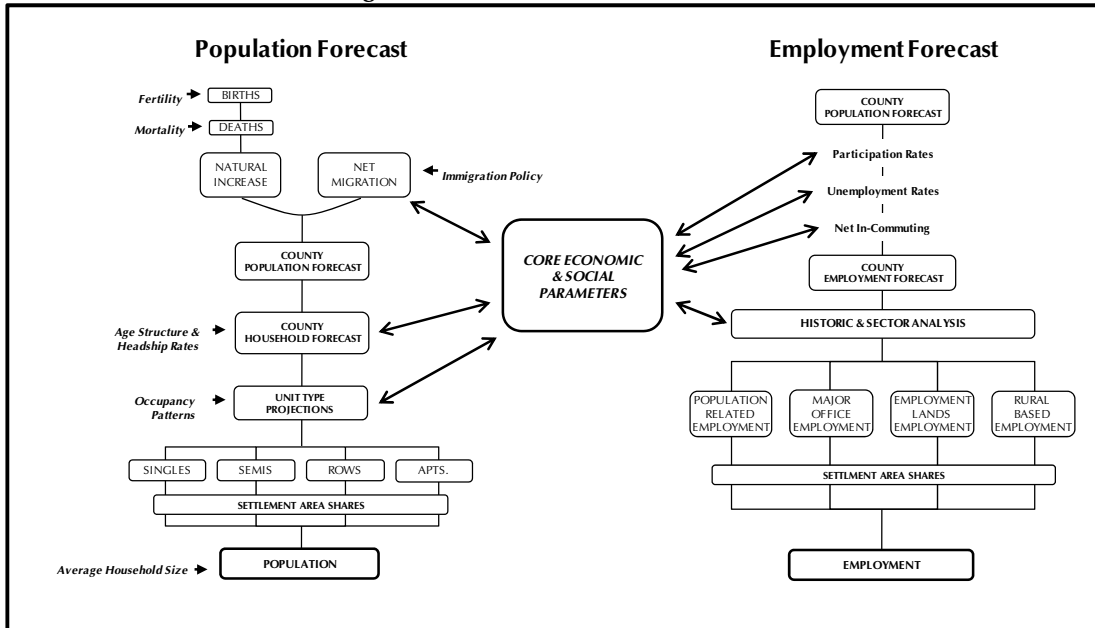 Population Forecast
Fertility
BIRTHS
Mortality
DEATHS
NATURAL
INCREASE
NET
MIGRATION
Immigration Policy
COUNTY
POPULATION FORECAST
Age Structure &
Headship Rates
COUNTY
HOUSEHOLD FORECAST
Occupancy
Patterns
UNIT TYPE
PROJECTIONS
SINGLES
SEMIS
ROWS
APTS.
SETTLEMENT AREA SHARES
Average Household Size
POPULATION
CORE ECONOMIC
& SOCIAL
PARAMETERS
Employment Forecast
COUNTY
POPULATION FORECAST
Participation Rates
Unemployment Rates
Net In-Commuting
COUNTY
EMPLOYMENT FORECAST
HISTORIC & SECTOR ANALYSIS
POPULATION
RELATED
EMPLOYMENT
MAJOR
OFFICE
EMPLOYMENT
EMPLOYMENT
LANDS
EMPLOYMENT
RURAL
BASED
EMPLOYMENT
SETTLMENT AREA SHARES
EMPLOYMENT